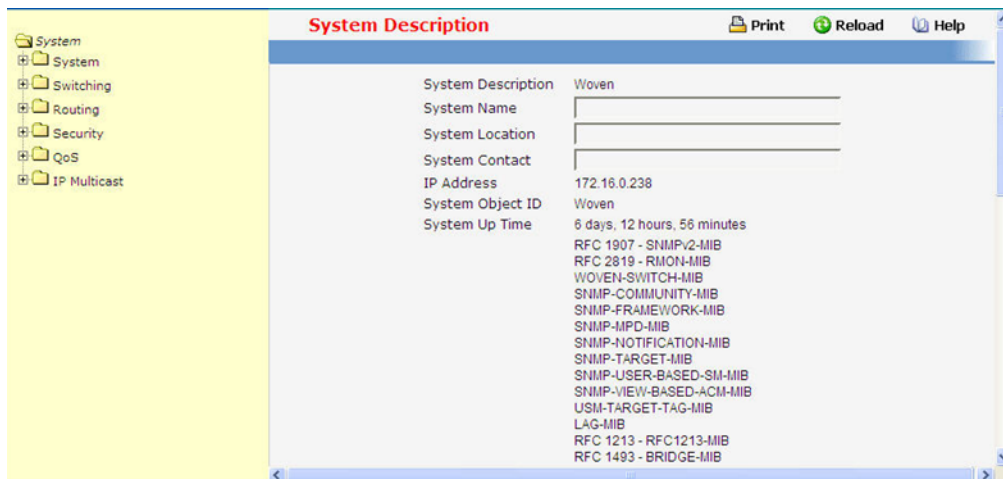 System Description
Print
Reload
Help
System
System
Switching
Routing
Security
QoS
IP Multicast
System Description Woven
System Name
System Location
System Contact
IP Address 172.16.0.238
System Object ID Woven
System Up Time 6 days, 12 hours, 56 minutes
RFC 1907 - SNMPv2-MIB
RFC 2819 - RMON-MIB
WOVEN-SWITCH-MIB
SNMP-COMMUNITY-MIB
SNMP-FRAMEWORK-MIB
SNMP-MPD-MIB
SNMP-NOTIFICATION-MIB
SNMP-TARGET-MIB
SNMP-USER-BASED-SM-MIB
SNMP-VIEW-BASED-ACM-MIB
USM-TARGET-TAG-MIB
LAG-MIB
RFC 1213 - RFC1213-MIB
RFC 1493 - BRIDGE-MIB